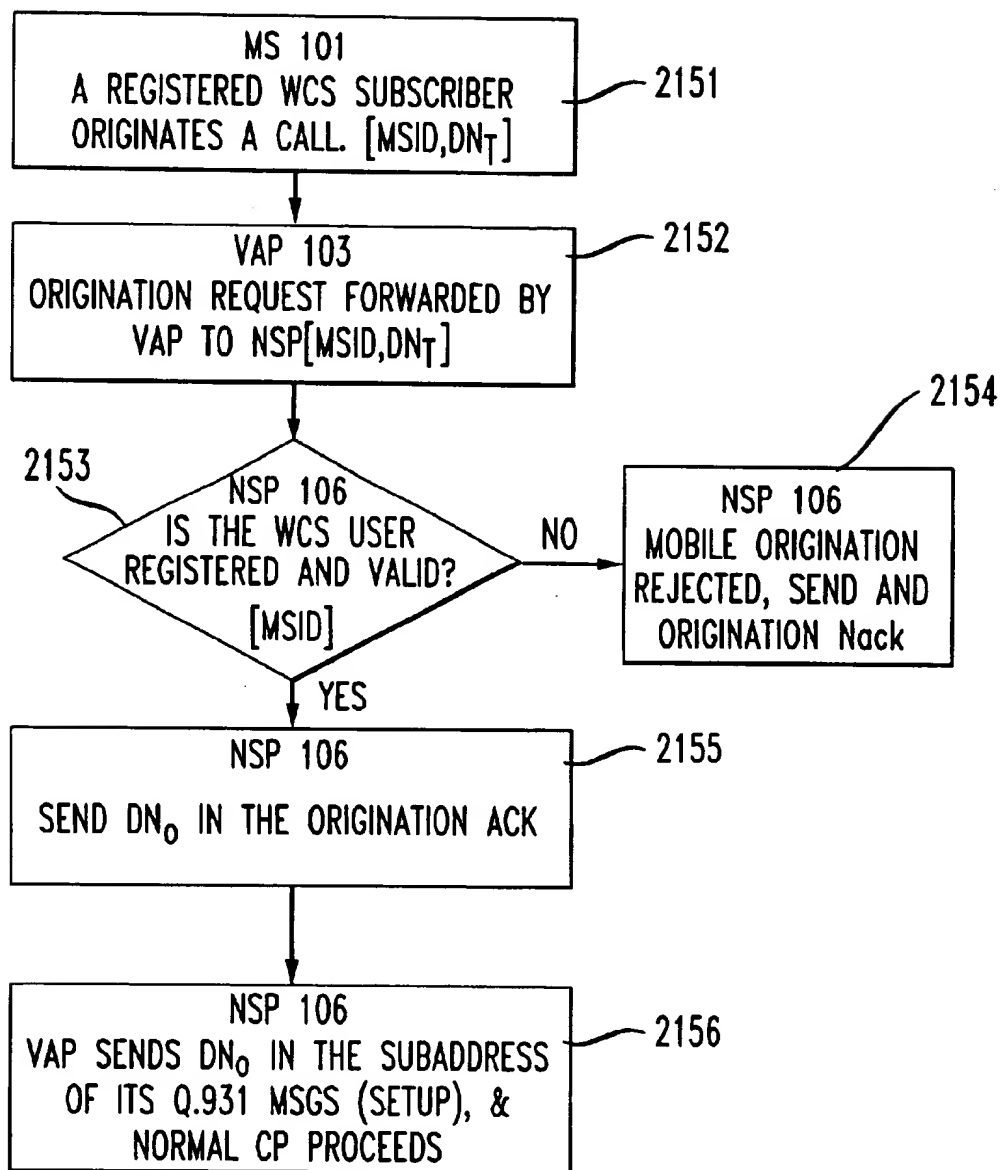 MS 101
A REGISTERED WCS SUBSCRIBER
ORIGINATES A CALL. [MSID,DNT]
2151
VAP 103
ORIGINATION REQUEST FORWARDED BY
VAP TO NSP[MSID,DNT]
2152
2153
NSP 106
IS THE WCS USER
REGISTERED AND VALID?
[MSID]
NO
YES
2154
NSP 106
MOBILE ORIGINATION
REJECTED, SEND AND
ORIGINATION Nack
NSP 106
SEND DNO IN THE ORIGINATION ACK
2155
NSP 106
VAP SENDS DNO IN THE SUBADDRESS
OF ITS Q.931 MSGS (SETUP), &
NORMAL CP PROCEEDS
2156